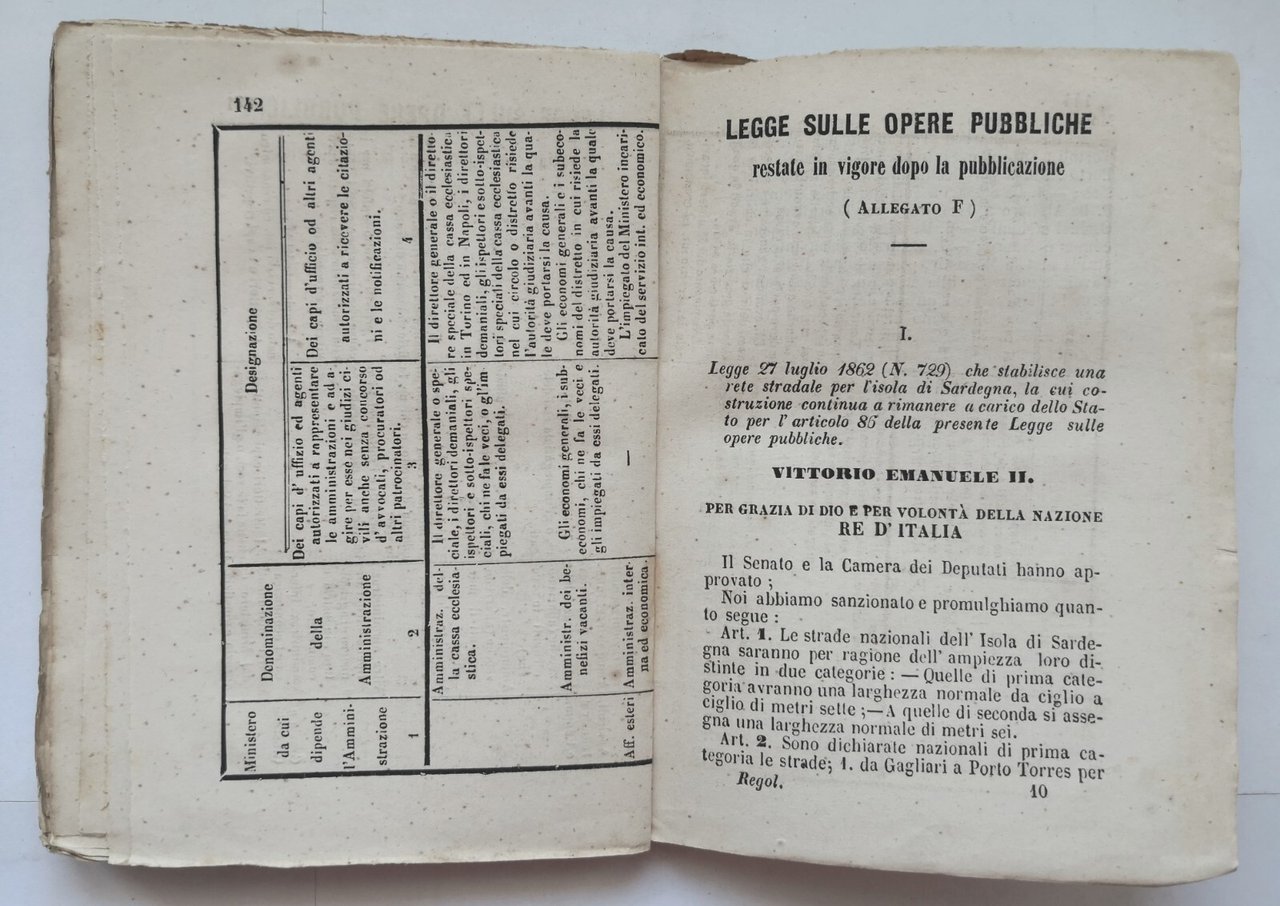 142
Ministero
da cui
dipende
l'Ammini-
strazione
1
Denominazione
della
Amministrazione
2
Designazione
Dei capi d' uffizio ed agenti
autorizzati a rappresentare
le amministrazioni e ad a-
gire per esse nei giudizi ci-
vili anche senza concorso
d' avvocati, procuratori od
altri patrocinatori.
3
Dei capi d'ufficio od altri agenti
autorizzati a ricevere le citazio-
ni e le notificazioni.
4
Amministraz. del-
la cassa ecclesia-
stica.
Il direttore generale o spe-
ciale, i direttori demaniali, gli
ispettori e sotto-ispettori spe-
ciali, chi ne fa le veci, o gl'im-
piegati da essi delegati.
Il direttore generale o il diretto-
re speciale della cassa ecclesiastica
in Torino ed in Napoli, i direttori
demaniali, gli ispettori e sotto-ispet-
tori speciali della cassa ecclesiastica
nel cui circolo o distretto risiede
l'autorità giudiziaria avanti la qua-
le deve portarsi la causa.
Amministr. dei be-
nefizi vacanti.
Gli economi generali, i sub-
economi, chi ne fa le veci e
gli impiegati da essi delegati.
Gli economi generali e i subeco-
nomi del distretto in cui risiede la
autorità giudiziaria avanti la quale
deve portarsi la causa.
Aff. esteri
Amministraz. inter-
na ed economica.
—
L'impiegato del Ministero incari-
cato del servizio int. ed economico.
LEGGE SULLE OPERE PUBBLICHE
restate in vigore dopo la pubblicazione
( ALLEGATO F )
I.
Legge 27 luglio 1862 (N. 729) che stabilisce una
rete stradale per l'isola di Sardegna, la cui co-
struzione continua a rimanere a carico dello Sta-
to per l'articolo 86 della presente Legge sulle
opere pubbliche.
VITTORIO EMANUELE II.
PER GRAZIA DI DIO E PER VOLONTÀ DELLA NAZIONE
RE D' ITALIA
Il Senato e la Camera dei Deputati hanno ap-
provato ;
Noi abbiamo sanzionato e promulghiamo quan-
to segue :
Art. 1. Le strade nazionali dell' Isola di Sarde-
gna saranno per ragione dell' ampiezza loro di-
stinte in due categorie : — Quelle di prima cate-
goria avranno una larghezza normale da ciglio a
ciglio di metri sette ;—A quelle di seconda si asse-
gna una larghezza normale di metri sei.
Art. 2. Sono dichiarate nazionali di prima ca-
tegoria le strade; 1. da Gagliari a Porto Torres per
Regol. 10